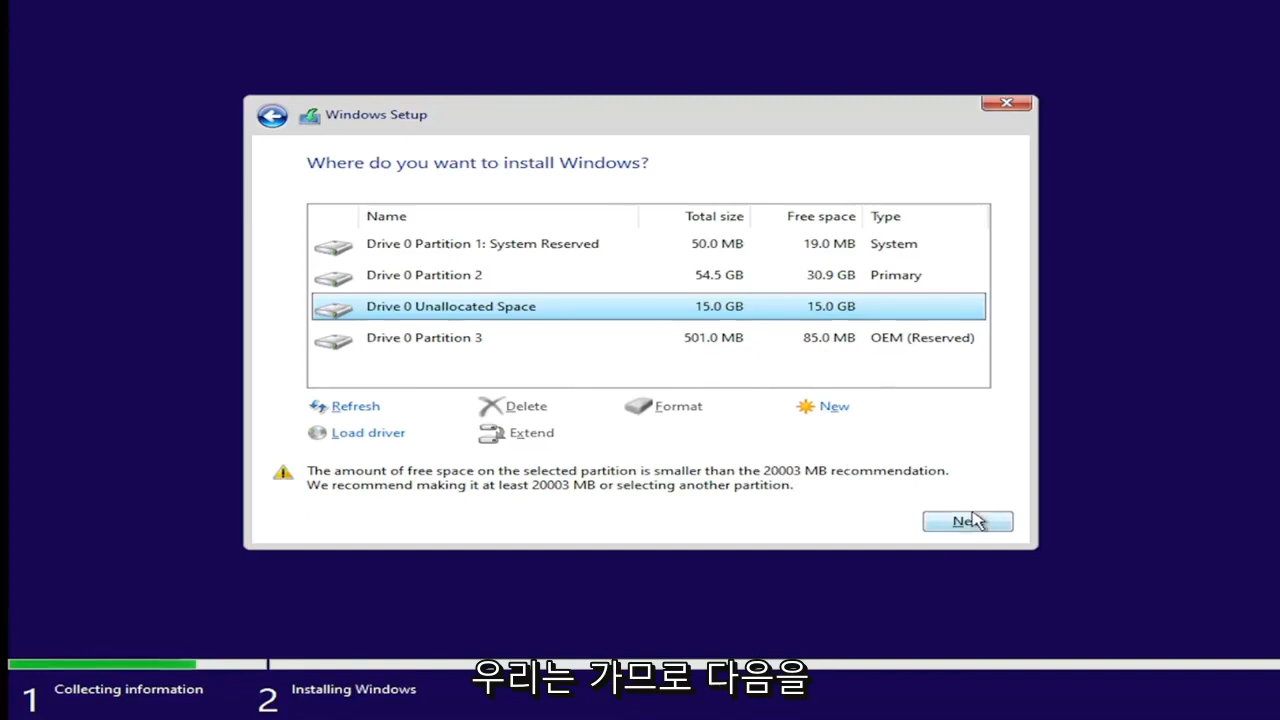 Windows Setup
Where do you want to install Windows?
Name Total size Free space Type
Drive 0 Partition 1: System Reserved 50.0 MB 19.0 MB System
Drive 0 Partition 2 54.5 GB 30.9 GB Primary
Drive 0 Unallocated Space 15.0 GB 15.0 GB
Drive 0 Partition 3 501.0 MB 85.0 MB OEM (Reserved)
Refresh Delete Format New
Load driver Extend
The amount of free space on the selected partition is smaller than the 20003 MB recommendation.
We recommend making it at least 20003 MB or selecting another partition.
1 Collecting information 2 Installing Windows
우리는 가므로 다음을